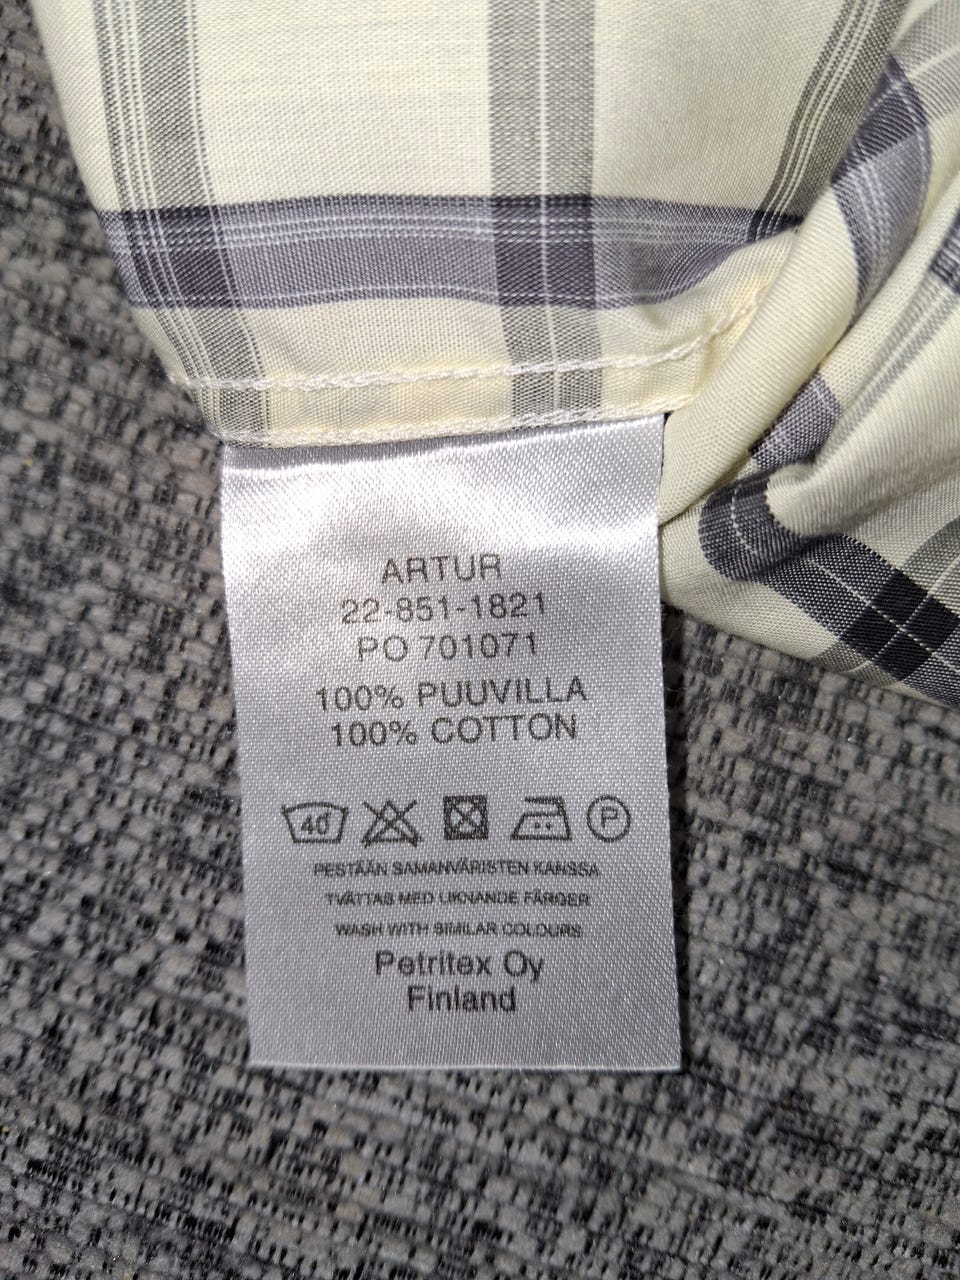 ARTUR
22-851-1821
PO 701071
100% PUUVILLA
100% COTTON
40 P
PESTÄÄN SAMANVÄRISTEN KANSSA
TVÄTTAS MED LIKNANDE FÄRGER
WASH WITH SIMILAR COLOURS
Petritex Oy
Finland